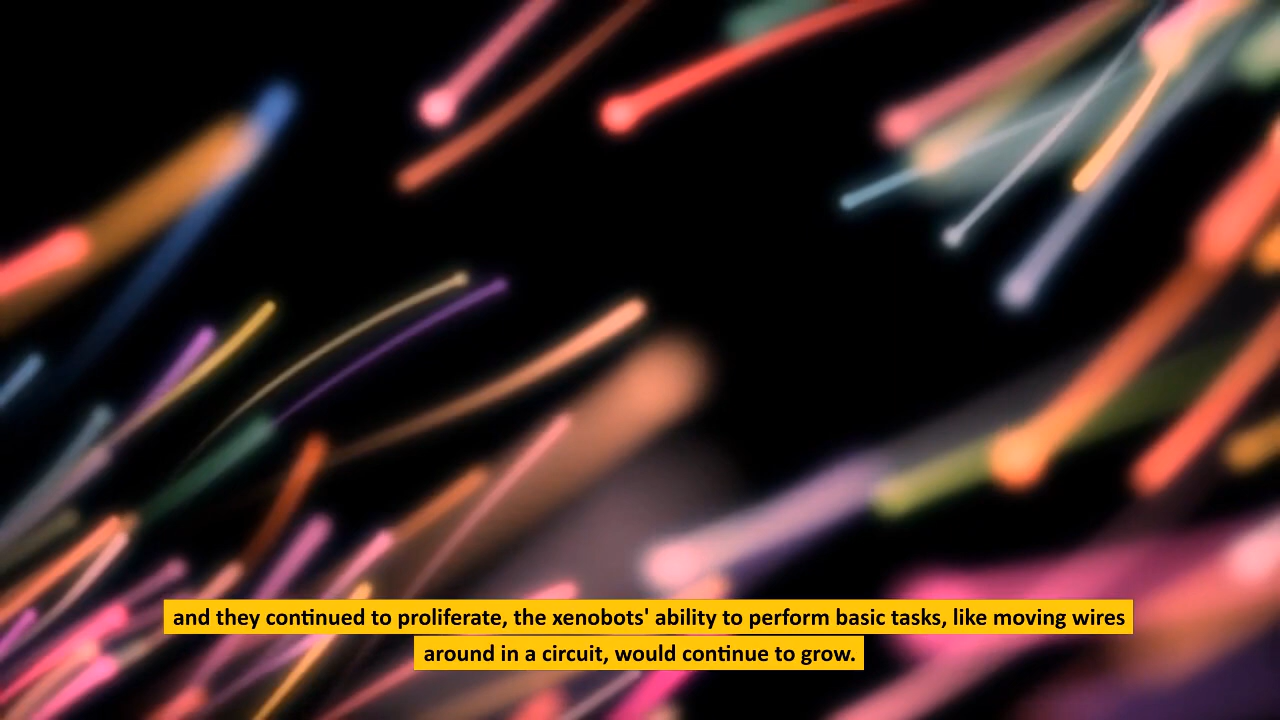 and they continued to proliferate, the xenobots' ability to perform basic tasks, like moving wires
around in a circuit, would continue to grow.